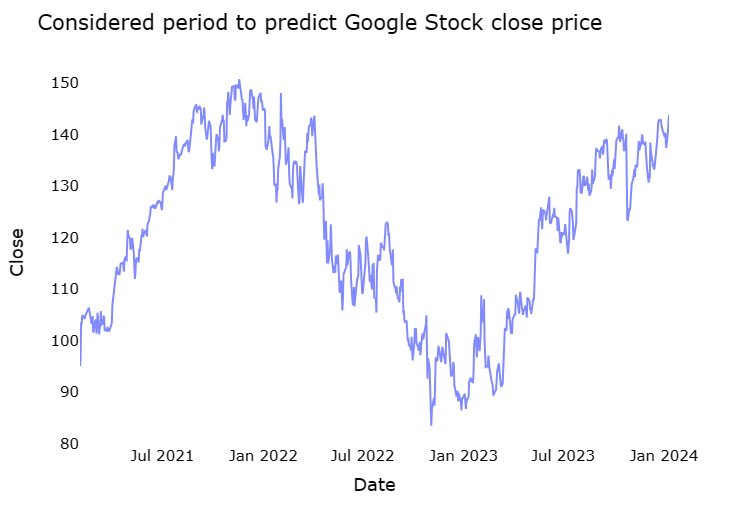 Considered period to predict Google Stock close price
150
140
130
120
110
100
90
80
Close
Jul 2021
Jan 2022
Jul 2022
Jan 2023
Jul 2023
Jan 2024
Date